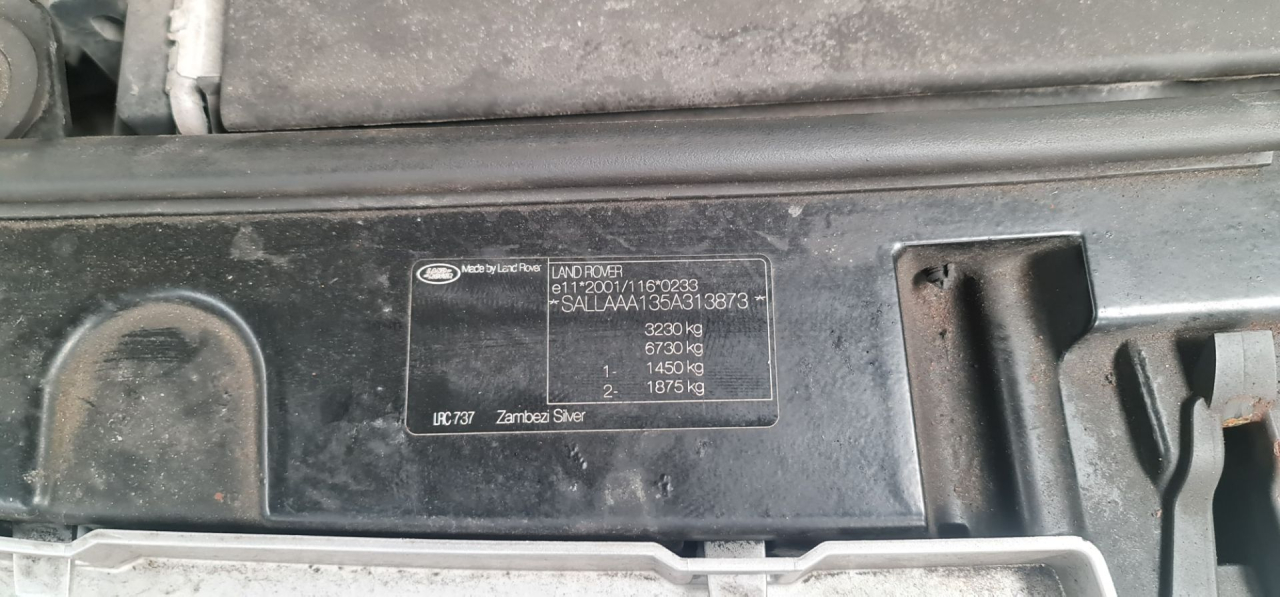 LAND ROVER
Made by Land Rover
LAND ROVER
e11*2001/116*0233
*SALLAAA135A313873 *
3230 kg
6730 kg
1- 1450 kg
2- 1875 kg
LRC 737 Zambezi Silver